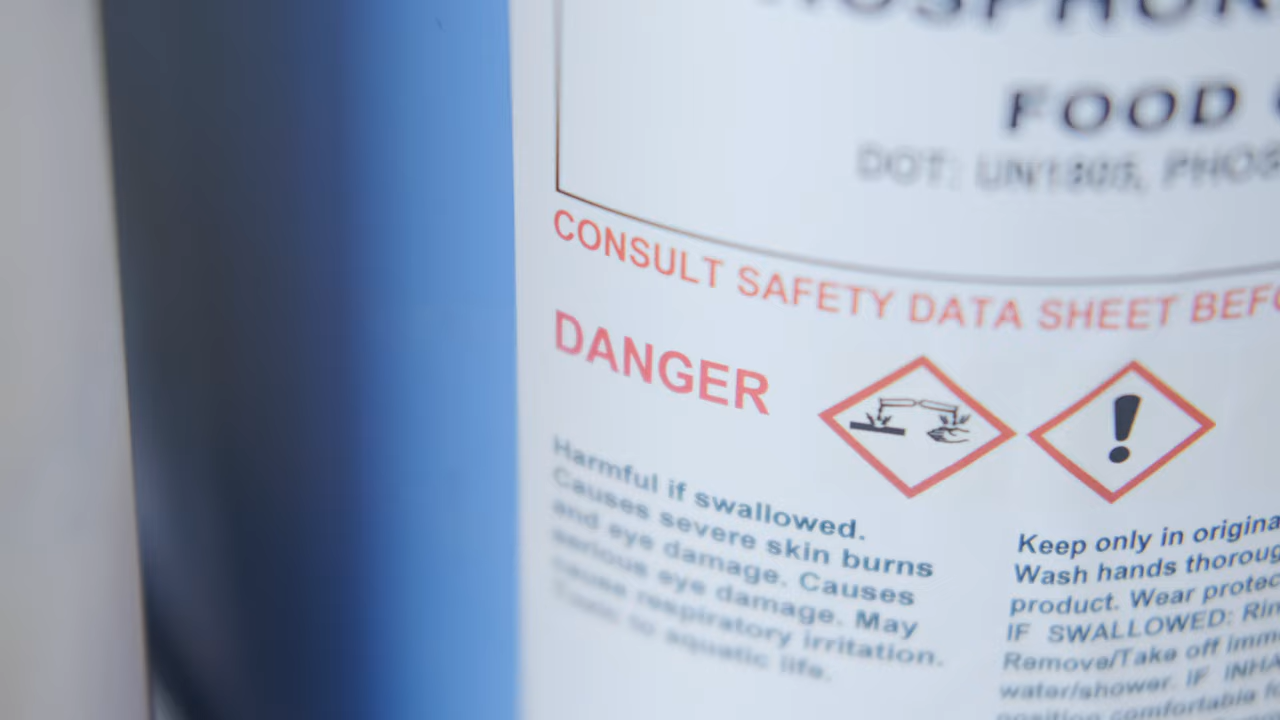 PHOSPHOR
FOOD
DOT: UN1805, PHOS
CONSULT SAFETY DATA SHEET BEFO
DANGER
Harmful if swallowed.
Causes severe skin burns
and eye damage. Causes
serious eye damage. May
cause respiratory irritation.
Toxic to aquatic life.
Keep only in origina
Wash hands thoroug
product. Wear protec
IF SWALLOWED: Rin
Remove/Take off imm
water/shower. IF INHA
position comfortable f